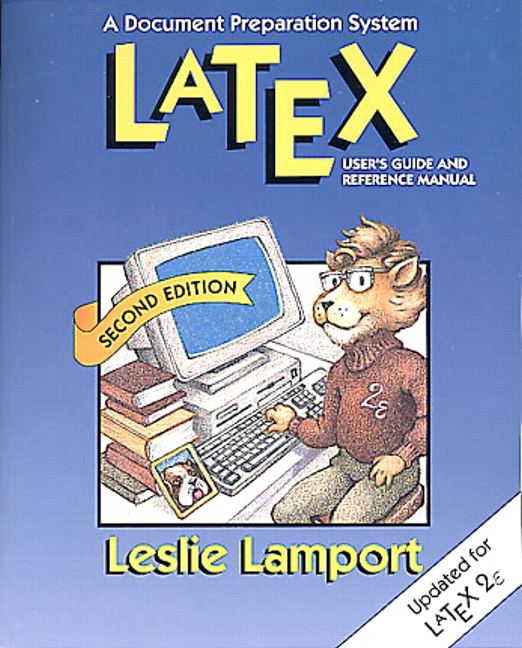 A Document Preparation System
LATEX
USER'S GUIDE AND
REFERENCE MANUAL
SECOND EDITION
2ε
Leslie Lamport
Updated for
LATEX 2ε